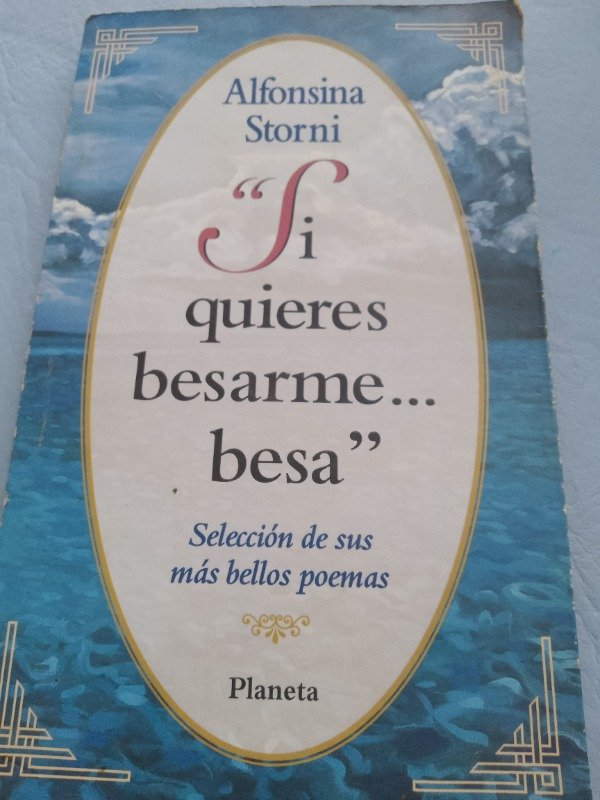 Alfonsina
Storni
“Si
quieres
besarme...
besa”
Selección de sus
más bellos poemas
Planeta